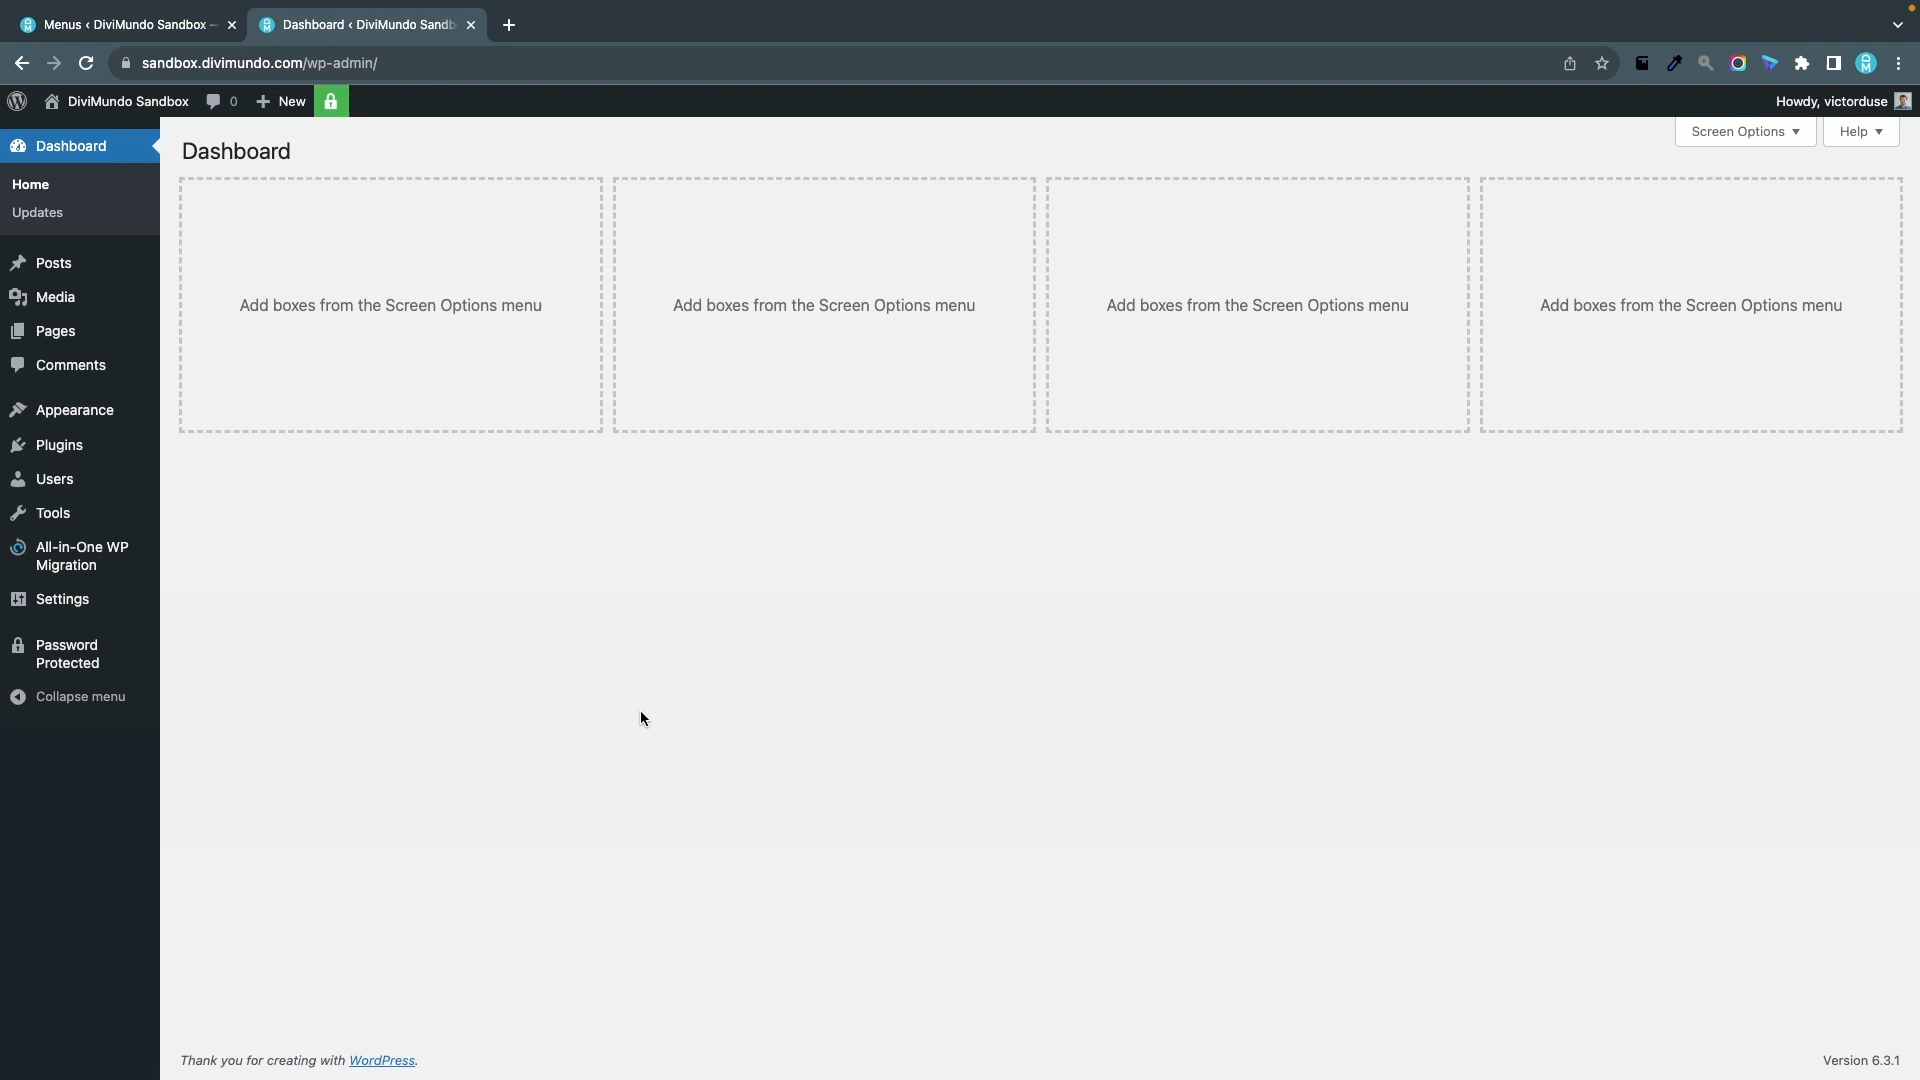 Menus ‹ DiviMundo Sandbox –
Dashboard ‹ DiviMundo Sandb
sandbox.divimundo.com/wp-admin/
DiviMundo Sandbox
0
New
Howdy, victorduse
Dashboard
Home
Updates
Posts
Media
Pages
Comments
Appearance
Plugins
Users
Tools
All-in-One WP
Migration
Settings
Password
Protected
Collapse menu
Dashboard
Screen Options
Help
Add boxes from the Screen Options menu
Add boxes from the Screen Options menu
Add boxes from the Screen Options menu
Add boxes from the Screen Options menu
Thank you for creating with WordPress.
Version 6.3.1